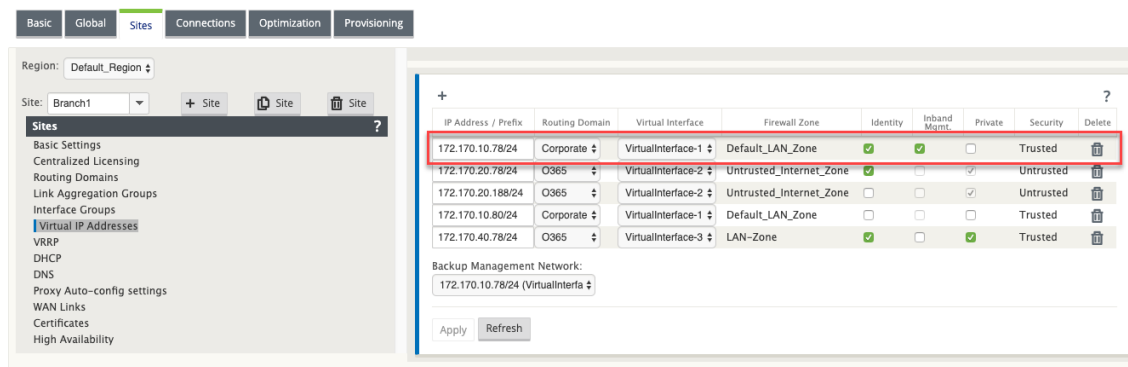 Basic Global Sites Connections Optimization Provisioning
Region: Default_Region
Site: Branch1 + Site Site Site
Sites ?
Basic Settings
Centralized Licensing
Routing Domains
Link Aggregation Groups
Interface Groups
Virtual IP Addresses
VRRP
DHCP
DNS
Proxy Auto-config settings
WAN Links
Certificates
High Availability
+ ?
IP Address / Prefix Routing Domain Virtual Interface Firewall Zone Identity Inband Mgmt. Private Security Delete
172.170.10.78/24 Corporate VirtualInterface-1 Default_LAN_Zone Trusted
172.170.20.78/24 O365 VirtualInterface-2 Untrusted_Internet_Zone Untrusted
172.170.20.188/24 O365 VirtualInterface-2 Untrusted_Internet_Zone Untrusted
172.170.10.80/24 Corporate VirtualInterface-1 Default_LAN_Zone Trusted
172.170.40.78/24 O365 VirtualInterface-3 LAN-Zone Trusted
Backup Management Network:
172.170.10.78/24 (VirtualInterfa
Apply Refresh